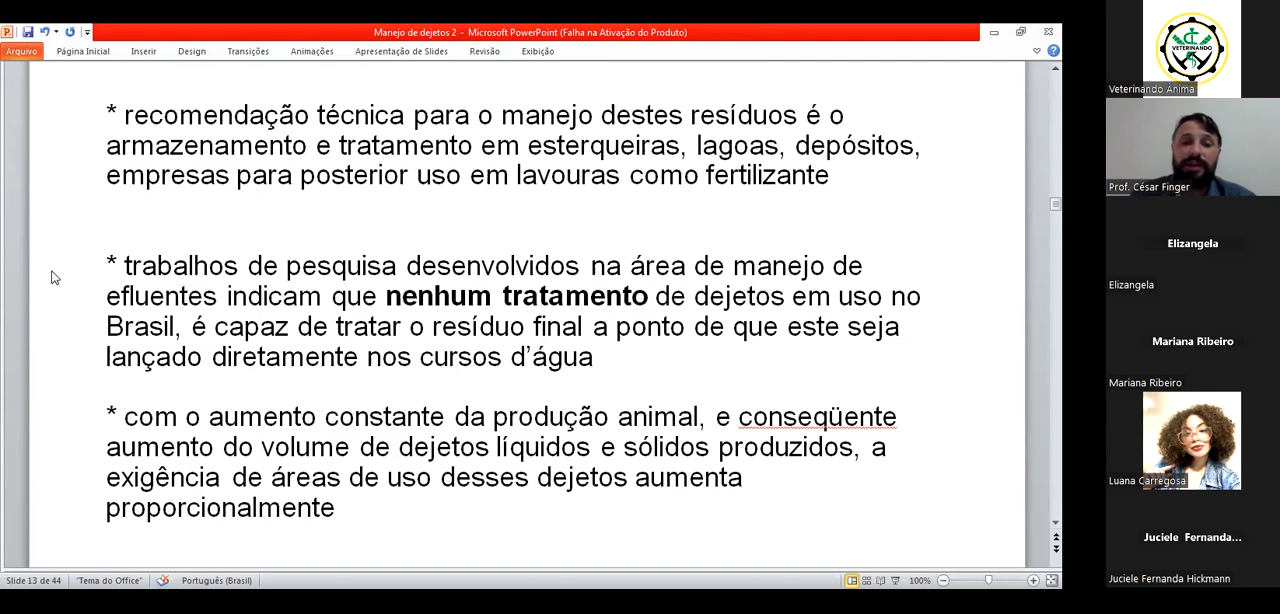 Manejo de dejetos 2 - Microsoft PowerPoint (Falha na Ativação do Produto)
Arquivo Página Inicial Inserir Design Transições Animações Apresentação de Slides Revisão Exibição
* recomendação técnica para o manejo destes resíduos é o
armazenamento e tratamento em esterqueiras, lagoas, depósitos,
empresas para posterior uso em lavouras como fertilizante
* trabalhos de pesquisa desenvolvidos na área de manejo de
efluentes indicam que nenhum tratamento de dejetos em uso no
Brasil, é capaz de tratar o resíduo final a ponto de que este seja
lançado diretamente nos cursos d’água
* com o aumento constante da produção animal, e conseqüente
aumento do volume de dejetos líquidos e sólidos produzidos, a
exigência de áreas de uso desses dejetos aumenta
proporcionalmente
Slide 13 de 44 "Tema do Office" Português (Brasil) 100%
VETERINANDO
Veterinando Anima
Prof. César Finger
Elizangela
Elizangela
Mariana Ribeiro
Mariana Ribeiro
Luana Carregosa
Juciele Fernanda...
Juciele Fernanda Hickmann